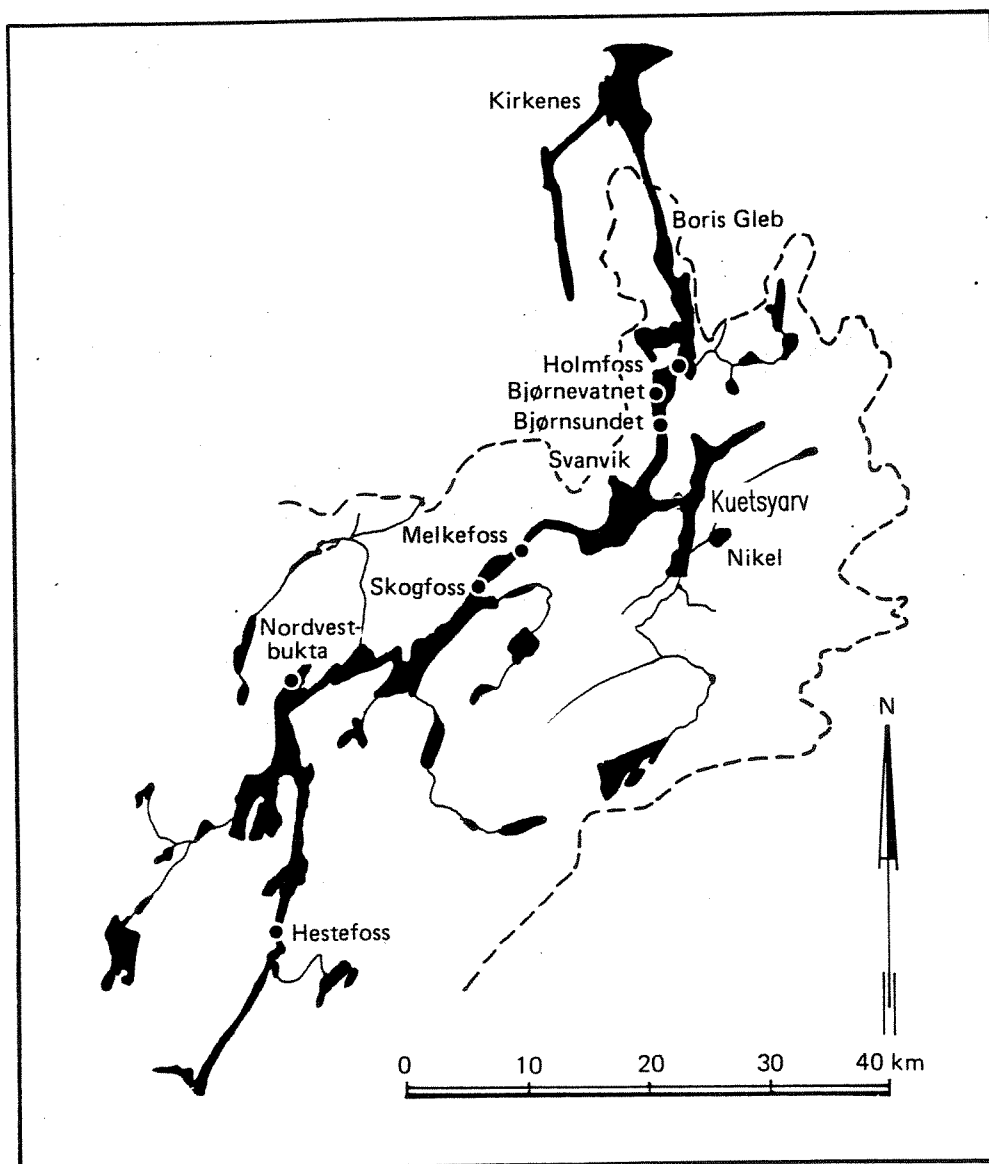 Kirkenes
Boris Gleb
Holmfoss
Bjørnevatnet
Bjørnsundet
Svanvik
Kuetsyarv
Melkefoss
Nikel
Skogfoss
Nordvest-
bukta
N
Hestefoss
0 10 20 30 40 km